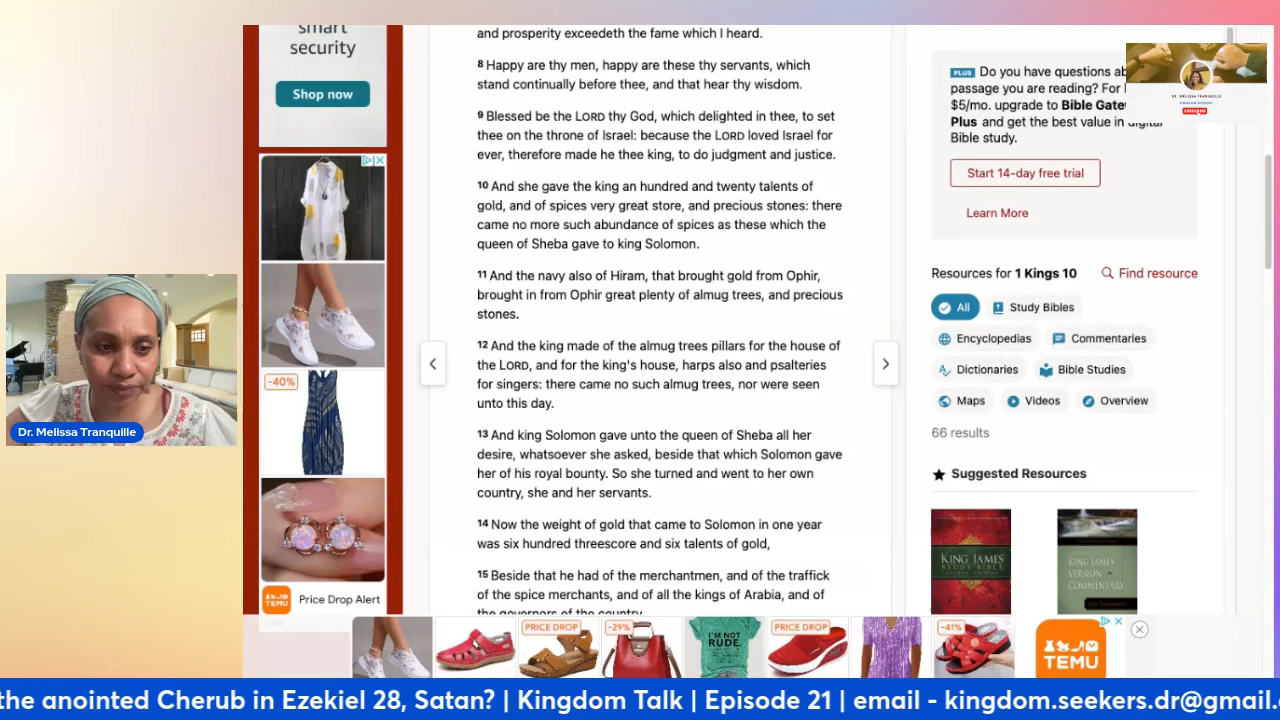 smart
security
Shop now
-40%
TEMU
Price Drop Alert
and prosperity exceedeth the fame which I heard.
8 Happy are thy men, happy are these thy servants, which
stand continually before thee, and that hear thy wisdom.
9 Blessed be the LORD thy God, which delighted in thee, to set
thee on the throne of Israel: because the LORD loved Israel for
ever, therefore made he thee king, to do judgment and justice.
10 And she gave the king an hundred and twenty talents of
gold, and of spices very great store, and precious stones: there
came no more such abundance of spices as these which the
queen of Sheba gave to king Solomon.
11 And the navy also of Hiram, that brought gold from Ophir,
brought in from Ophir great plenty of almug trees, and precious
stones.
12 And the king made of the almug trees pillars for the house of
the LORD, and for the king's house, harps also and psalteries
for singers: there came no such almug trees, nor were seen
unto this day.
13 And king Solomon gave unto the queen of Sheba all her
desire, whatsoever she asked, beside that which Solomon gave
her of his royal bounty. So she turned and went to her own
country, she and her servants.
14 Now the weight of gold that came to Solomon in one year
was six hundred threescore and six talents of gold,
15 Beside that he had of the merchantmen, and of the traffick
of the spice merchants, and of all the kings of Arabia, and of
the governors of the country.
PLUS Do you have questions
passage you are reading? For
$5/mo. upgrade to Bible
Plus and get the best value in digital
Bible study.
Start 14-day free trial
Learn More
DR. MELISSA TRANQUILLE
Resources for 1 Kings 10
Find resource
All
Study Bibles
Encyclopedias
Commentaries
Dictionaries
Bible Studies
Maps
Videos
Overview
66 results
Suggested Resources
KING JAMES
STUDY BIBLE
KING JAMES
VERSION
COMMENTARY
Dr. Melissa Tranquille
PRICE DROP
-29%
I'M NOT
RUDE.
PRICE DROP
-41%
TEMU
the anointed Cherub in Ezekiel 28, Satan? | Kingdom Talk | Episode 21 | email - kingdom.seekers.dr@gmail.